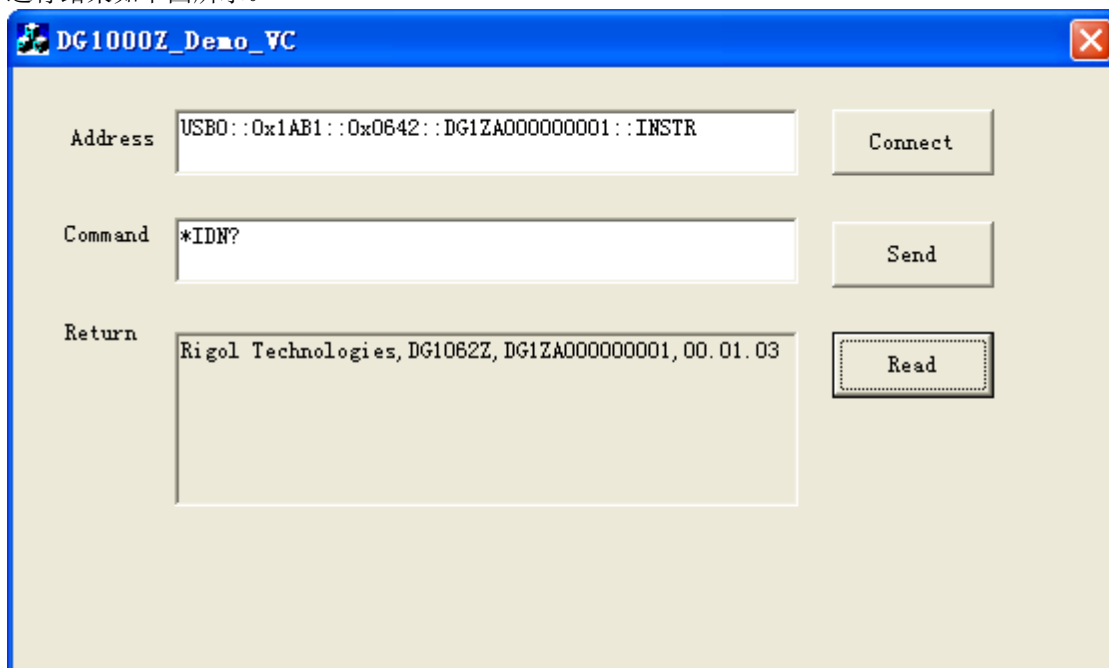 DG1000Z_Demo_VC
Address
USB0::0x1AB1::0x0642::DG1ZA000000001::INSTR
Connect
Command
*IDN?
Send
Return
Rigol Technologies,DG1062Z,DG1ZA000000001,00.01.03
Read